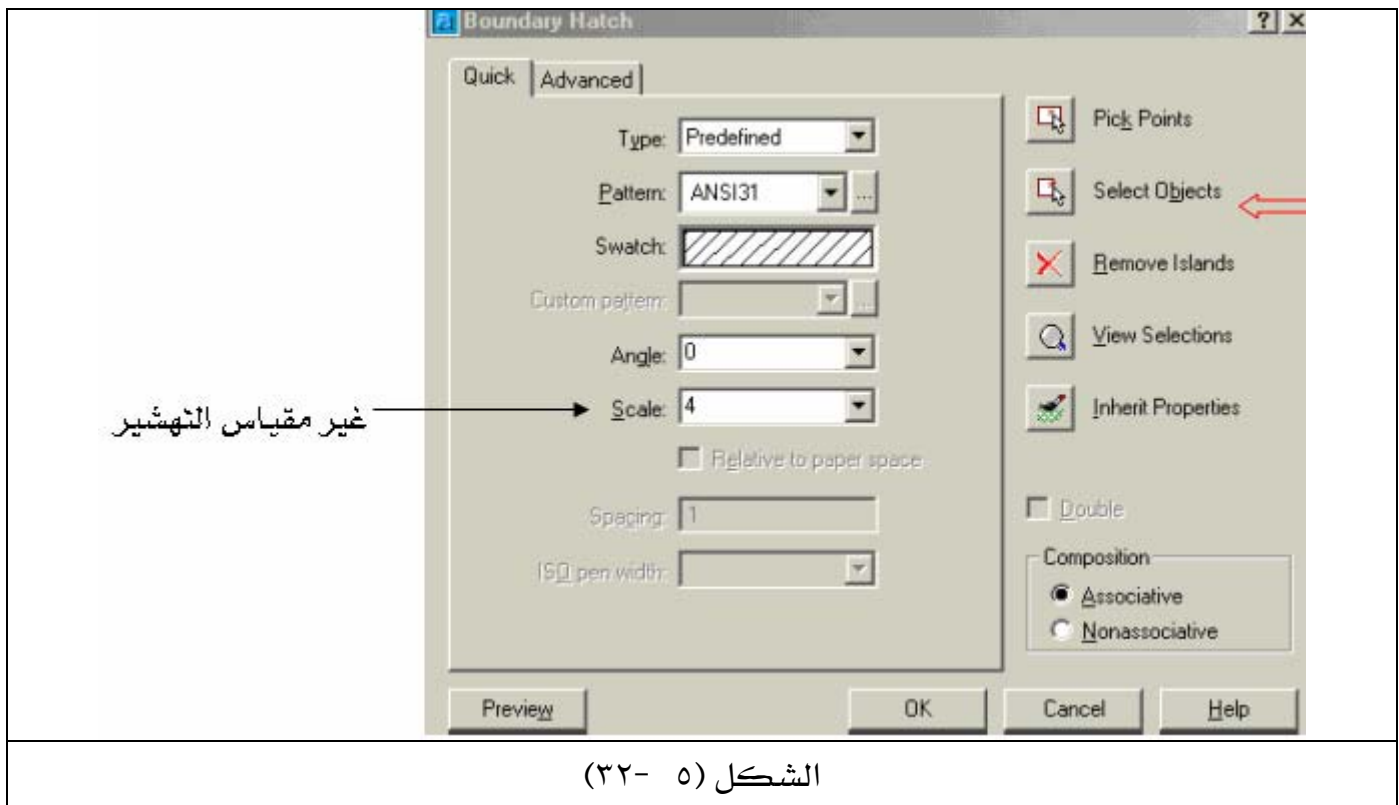 Boundary Hatch
Quick Advanced
Type: Predefined
Pattern: ANSI31 ...
Swatch:
Custom pattern: ...
Angle: 0
Scale: 4
غير مقياس التهشير
Relative to paper space
Spacing: 1
ISO pen width:
Pick Points
Select Objects
Remove Islands
View Selections
Inherit Properties
Double
Composition
Associative
Nonassociative
Preview OK Cancel Help
الشكل (٥ -٣٢)